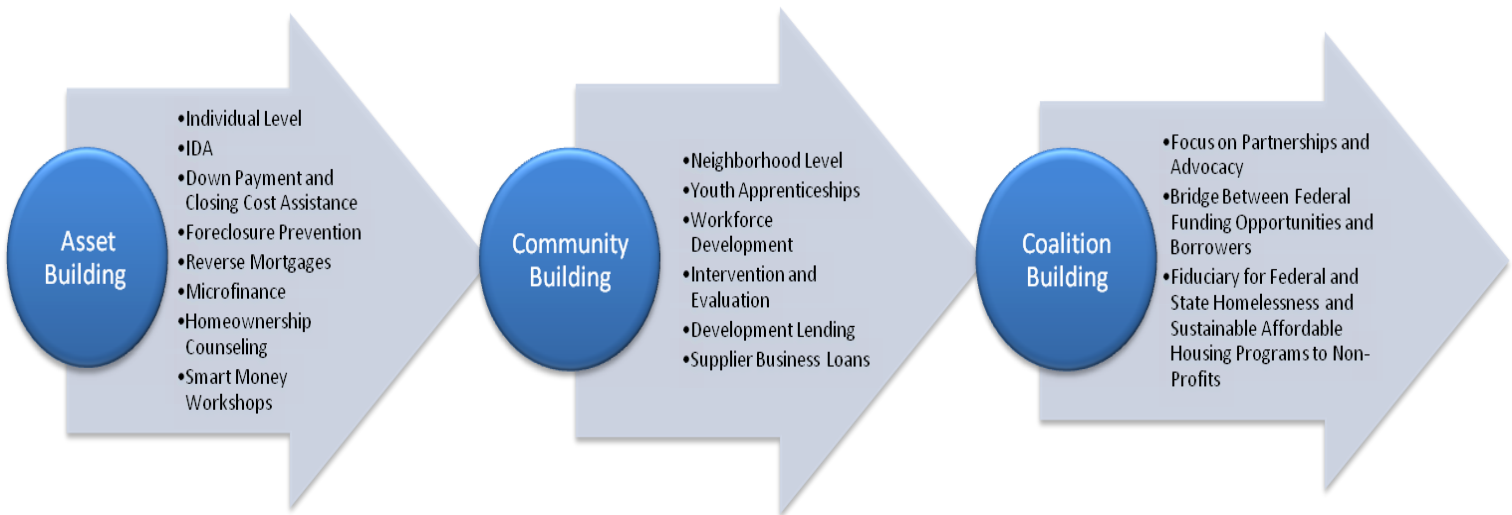 Asset
Building
•Individual Level
•IDA
•Down Payment and
Closing Cost Assistance
•Foreclosure Prevention
•Reverse Mortgages
•Microfinance
•Homeownership
Counseling
•Smart Money
Workshops
Community
Building
•Neighborhood Level
•Youth Apprenticeships
•Workforce
Development
•Intervention and
Evaluation
•Development Lending
•Supplier Business Loans
Coalition
Building
•Focus on Partnerships and
Advocacy
•Bridge Between Federal
Funding Opportunities and
Borrowers
•Fiduciary for Federal and
State Homelessness and
Sustainable Affordable
Housing Programs to Non-
Profits